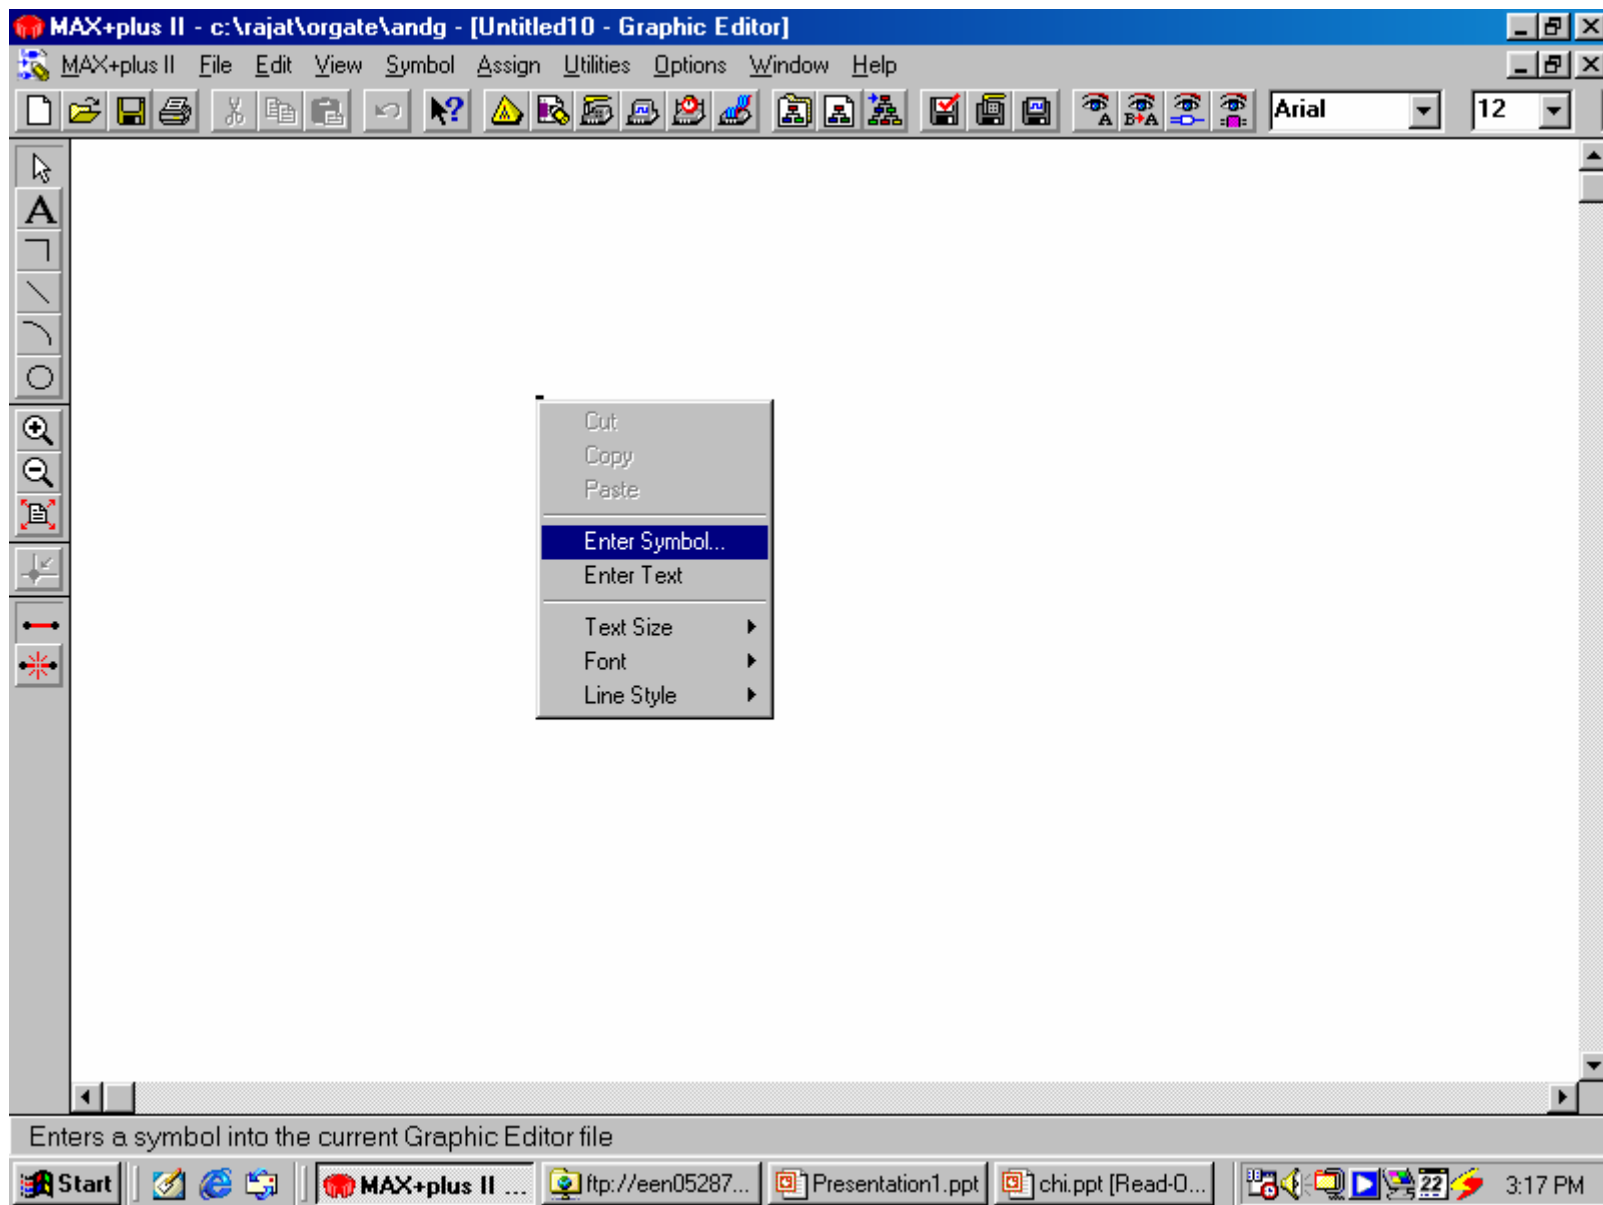 MAX+plus II - c:\rajat\orgate\andg - [Untitled10 - Graphic Editor]
MAX+plus II File Edit View Symbol Assign Utilities Options Window Help
? A B+A Arial 12
A
Cut
Copy
Paste
Enter Symbol...
Enter Text
Text Size
Font
Line Style
Enters a symbol into the current Graphic Editor file
Start MAX+plus II ... ftp://een05287... Presentation1.ppt chi.ppt [Read-O... 22 3:17 PM